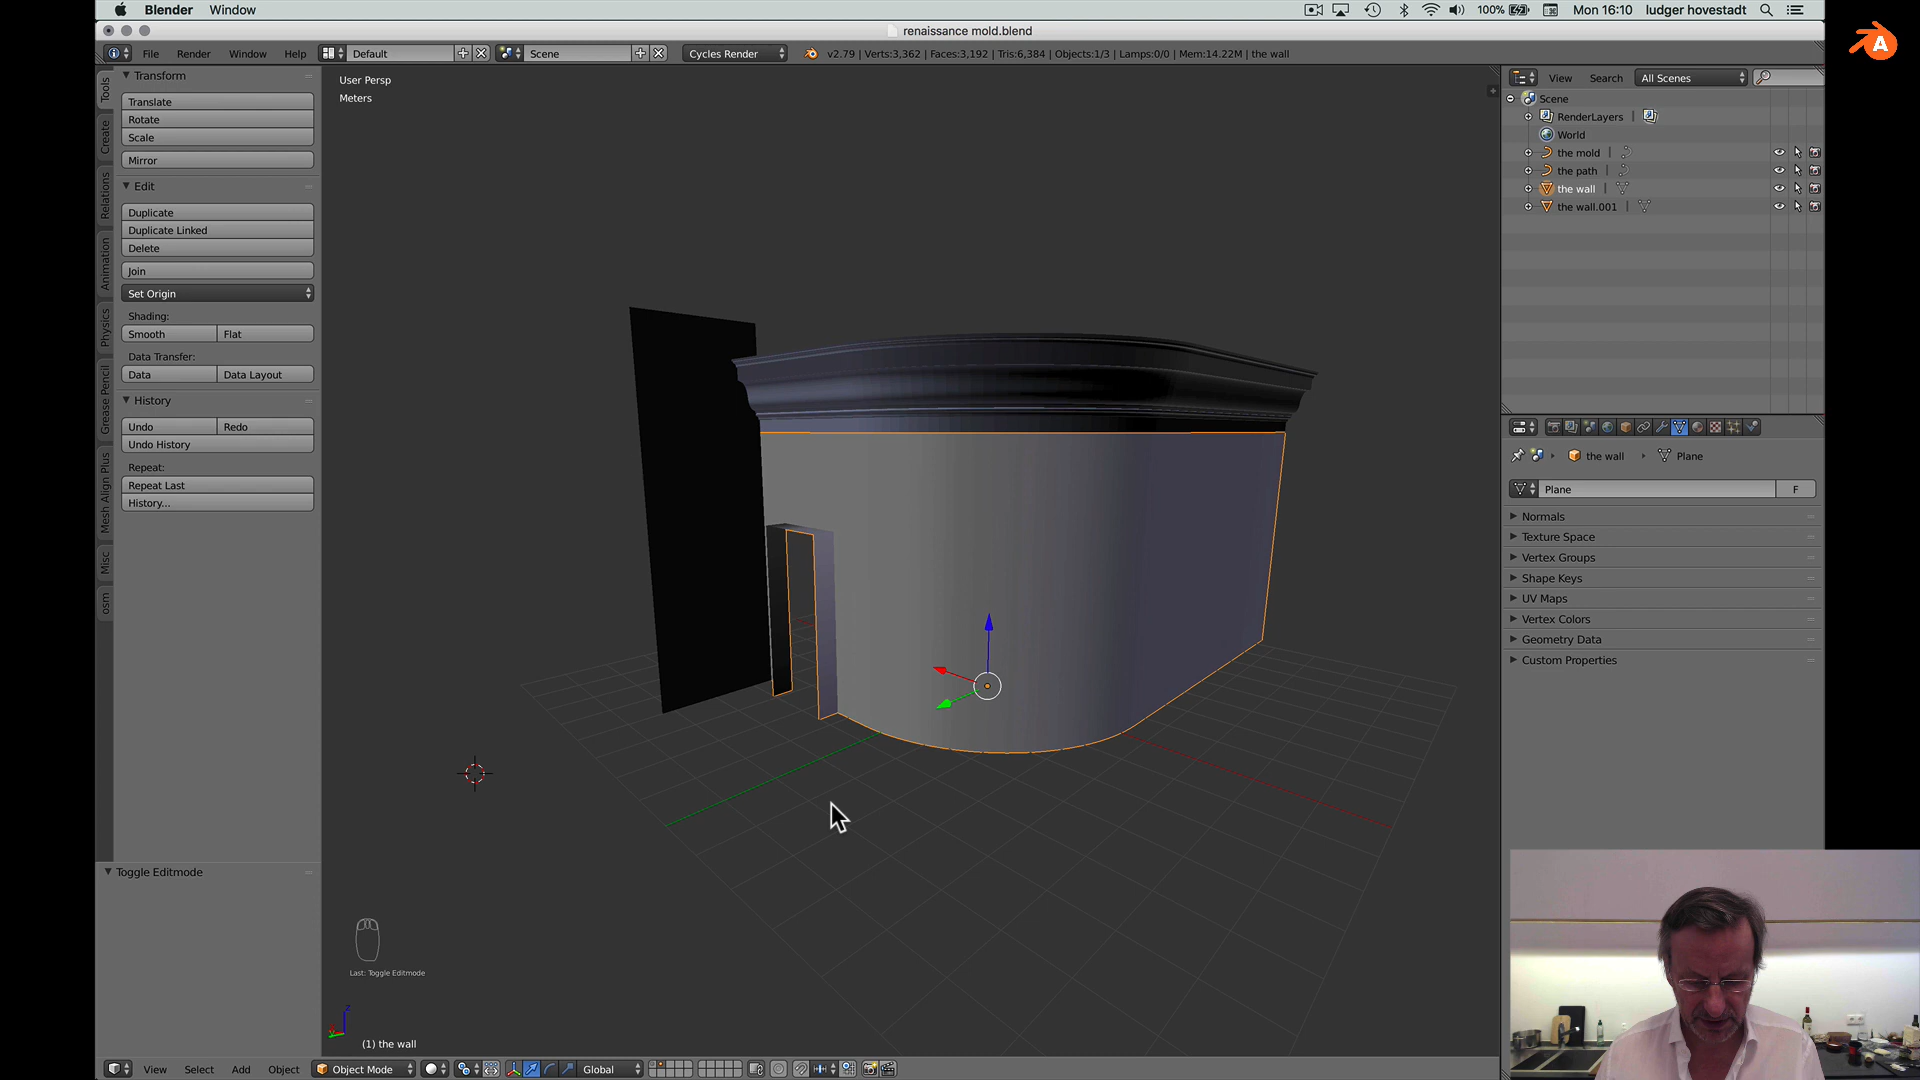 Blender Window
100% Mon 16:10 ludger hovestadt
renaissance mold.blend
File Render Window Help Default Scene Cycles Render v2.79 | Verts:3,362 | Faces:3,192 | Tris:6,384 | Objects:1/3 | Lamps:0/0 | Mem:14.22M | the wall
A
Tools
Create
Relations
Animation
Physics
Grease Pencil
Mesh Align Plus
Misc
osm
Transform
Translate
Rotate
Scale
Mirror
Edit
Duplicate
Duplicate Linked
Delete
Join
Set Origin
Shading:
Smooth Flat
Data Transfer:
Data Data Layout
History
Undo Redo
Undo History
Repeat:
Repeat Last
History...
Toggle Editmode
User Persp
Meters
Last: Toggle Editmode
z
(1) the wall
View Select Add Object Object Mode Global
View Search All Scenes
Scene
RenderLayers
World
the mold
the path
the wall
the wall.001
the wall Plane
Plane F
Normals
Texture Space
Vertex Groups
Shape Keys
UV Maps
Vertex Colors
Geometry Data
Custom Properties